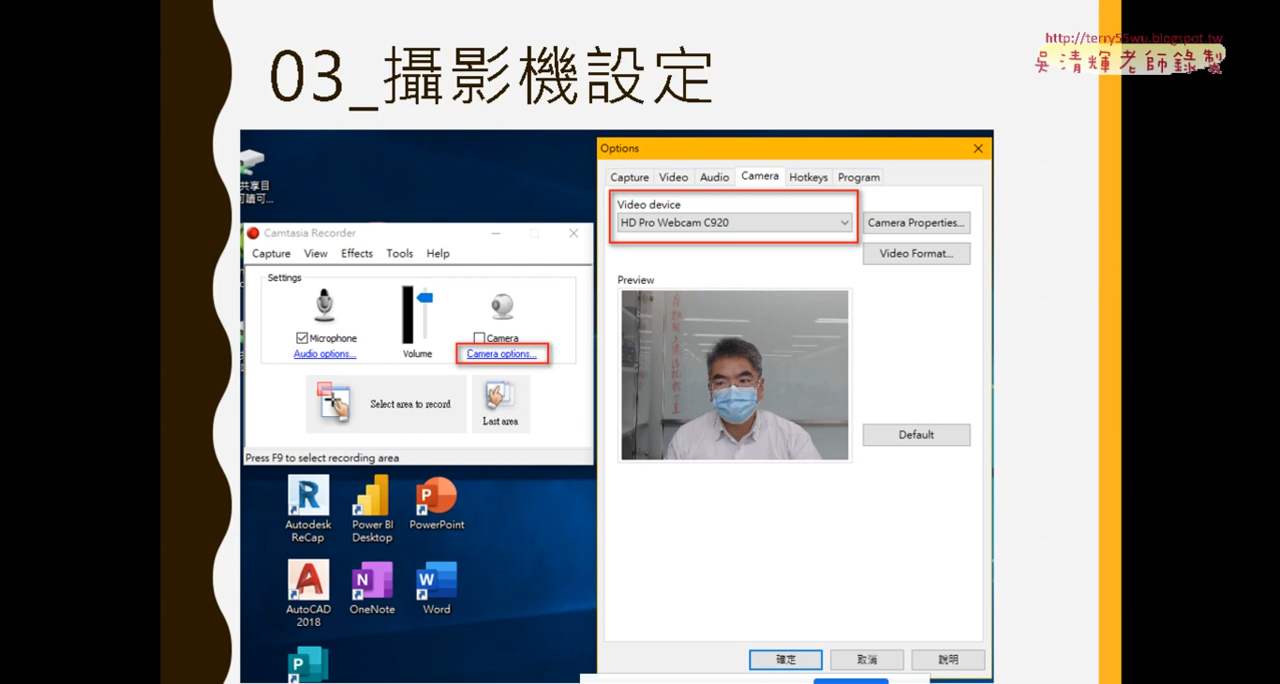 03_攝影機設定
http://terry55wu.blogspot.tw
吳清輝老師錄製
共享目
Options
Capture Video Audio Camera Hotkeys Program
Video device
HD Pro Webcam C920
Camera Properties...
Video Format...
Preview
Default
確定 取消 說明
Camtasia Recorder
Capture View Effects Tools Help
Settings
Microphone
Camera
Audio options...
Volume
Camera options...
Select area to record
Last area
Press F9 to select recording area
Autodesk
ReCap
Power BI
Desktop
PowerPoint
AutoCAD
2018
OneNote
Word